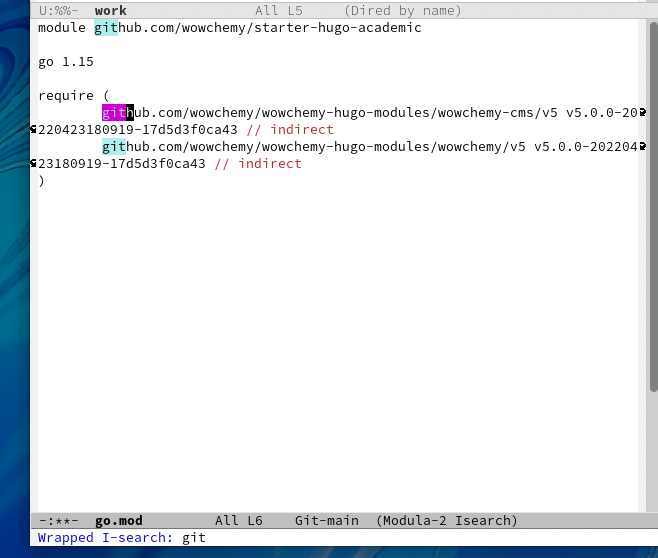 U:%%-  work                All L5     (Dired by name)
module github.com/wowchemy/starter-hugo-academic
go 1.15
require (
github.com/wowchemy/wowchemy-hugo-modules/wowchemy-cms/v5 v5.0.0-20
220423180919-17d5d3f0ca43 // indirect
github.com/wowchemy/wowchemy-hugo-modules/wowchemy/v5 v5.0.0-202204
23180919-17d5d3f0ca43 // indirect
)
-:**-  go.mod         All L6    Git-main  (Modula-2 Isearch)
Wrapped I-search: git